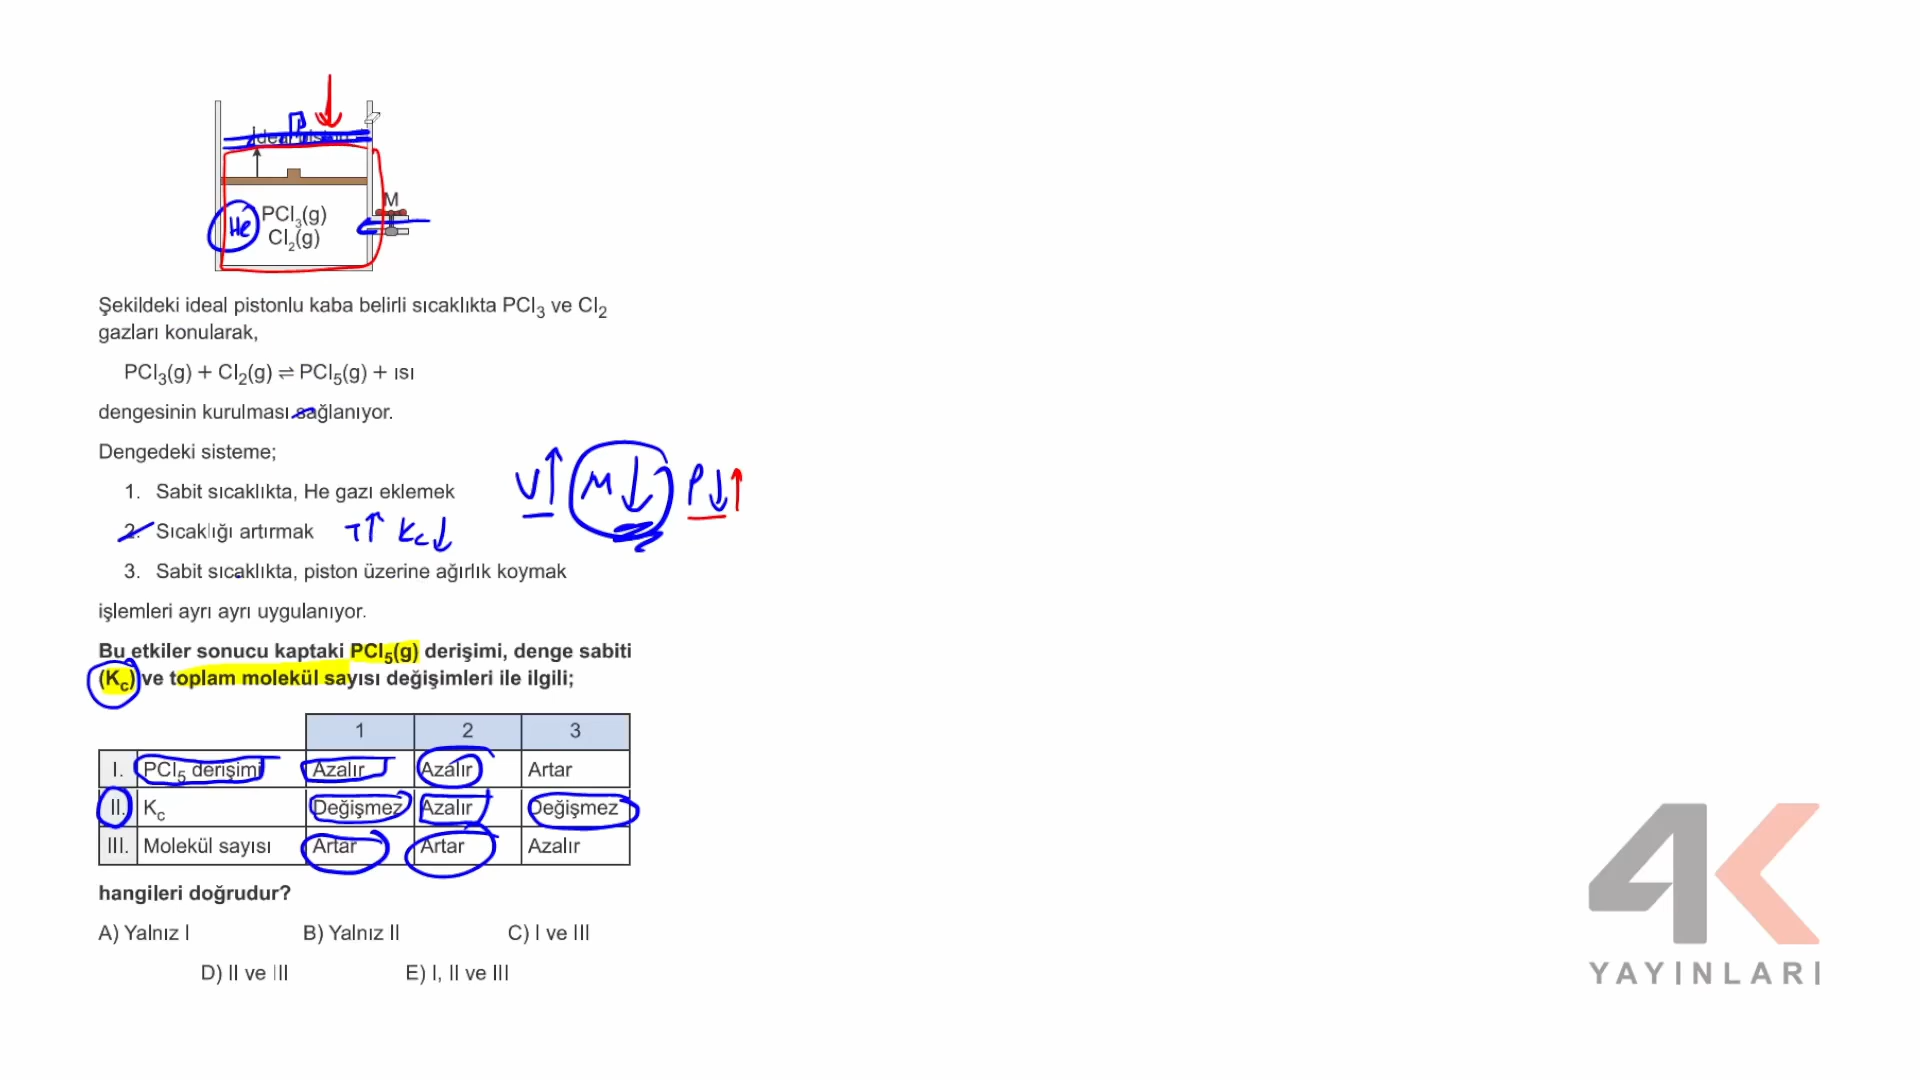 P
İdeal piston
M
He PCl3(g)
Cl2(g)
Şekildeki ideal pistonlu kaba belirli sıcaklıkta PCl3 ve Cl2
gazları konularak,
PCl3(g) + Cl2(g) ⇌ PCl5(g) + ısı
dengesinin kurulması sağlanıyor.
Dengedeki sisteme;
1. Sabit sıcaklıkta, He gazı eklemek V↑ M↓ P↓↑
2. Sıcaklığı artırmak T↑ Kc↓
3. Sabit sıcaklıkta, piston üzerine ağırlık koymak
işlemleri ayrı ayrı uygulanıyor.
Bu etkiler sonucu kaptaki PCl5(g) derişimi, denge sabiti
(Kc) ve toplam molekül sayısı değişimleri ile ilgili;
1 2 3
I. PCl5 derişimi Azalır Azalır Artar
II. Kc Değişmez Azalır Değişmez
III. Molekül sayısı Artar Artar Azalır
hangileri doğrudur?
A) Yalnız I B) Yalnız II C) I ve III
D) II ve III E) I, II ve III
4K
YAYINLARI